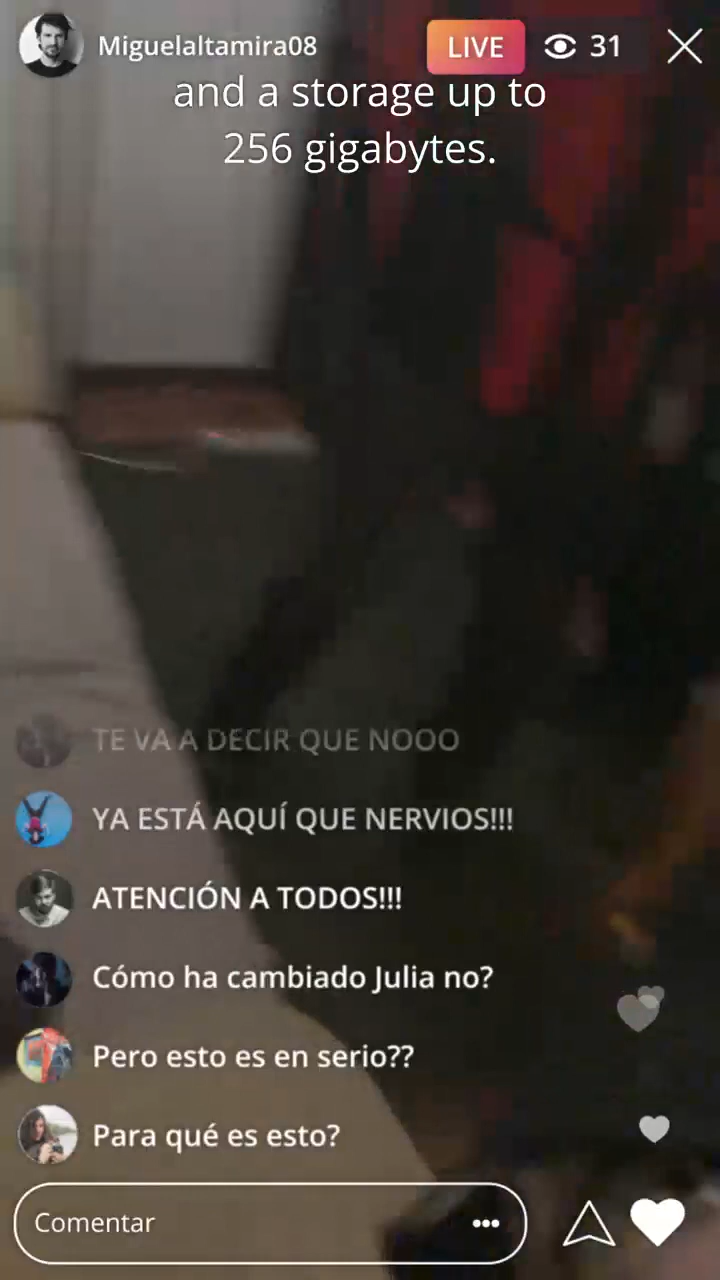 Miguelaltamira08
LIVE
31
and a storage up to
256 gigabytes.
TE VA A DECIR QUE NOOO
YA ESTÁ AQUÍ QUE NERVIOS!!!
ATENCIÓN A TODOS!!!
Cómo ha cambiado Julia no?
Pero esto es en serio??
Para qué es esto?
Comentar